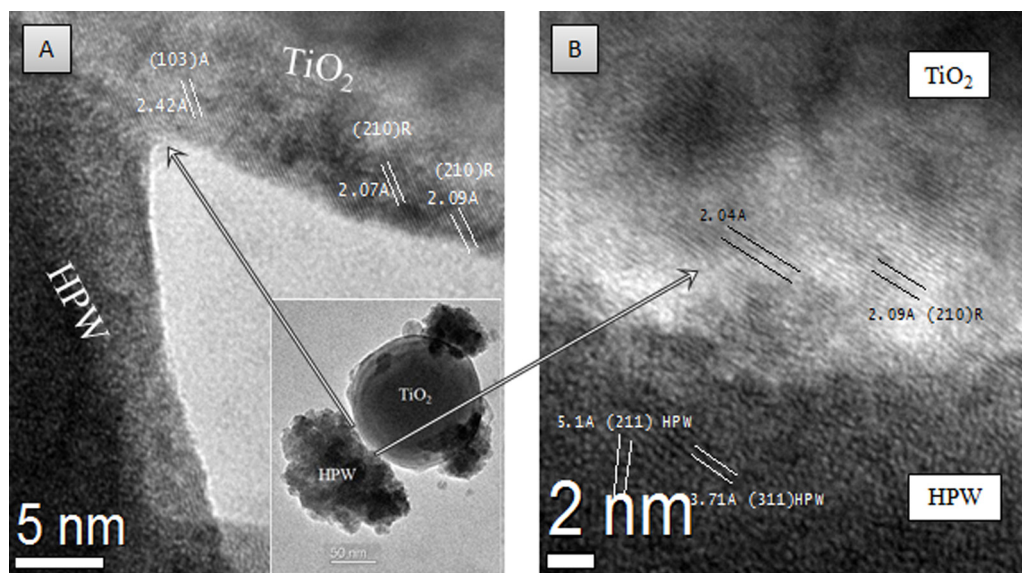 A
(103)A
TiO2
2.42A
(210)R
(210)R
2.07A
2.09A
HPW
5 nm
TiO2
HPW
50 nm
B
TiO2
2.04A
2.09A (210)R
5.1A (211) HPW
3.71A (311)HPW
HPW
2 nm